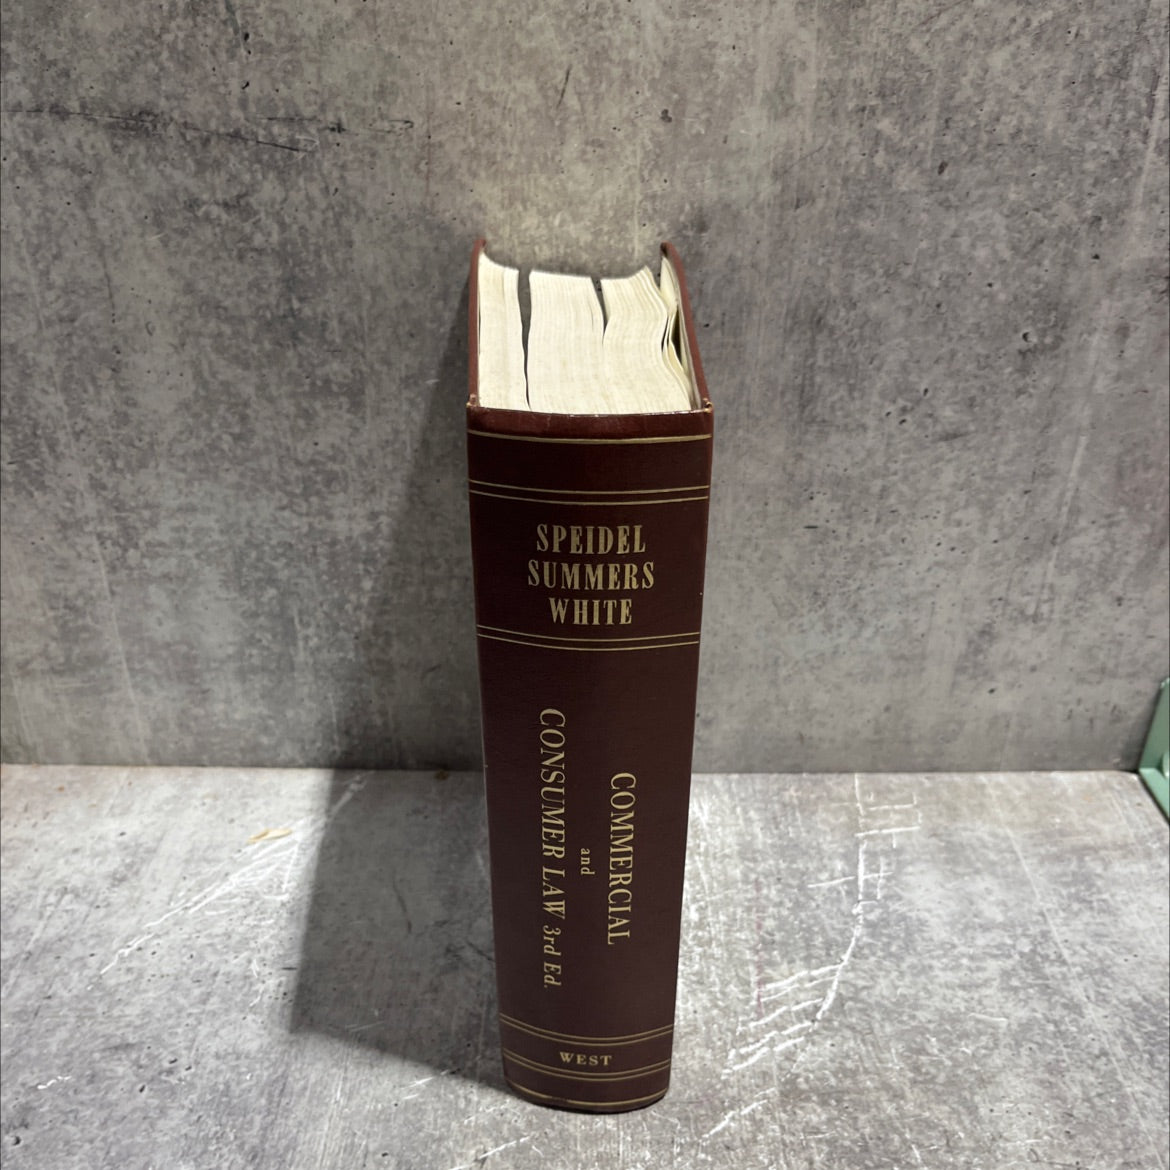 SPEIDEL
SUMMERS
WHITE
COMMERCIAL
and
CONSUMER LAW 3rd Ed.
WEST